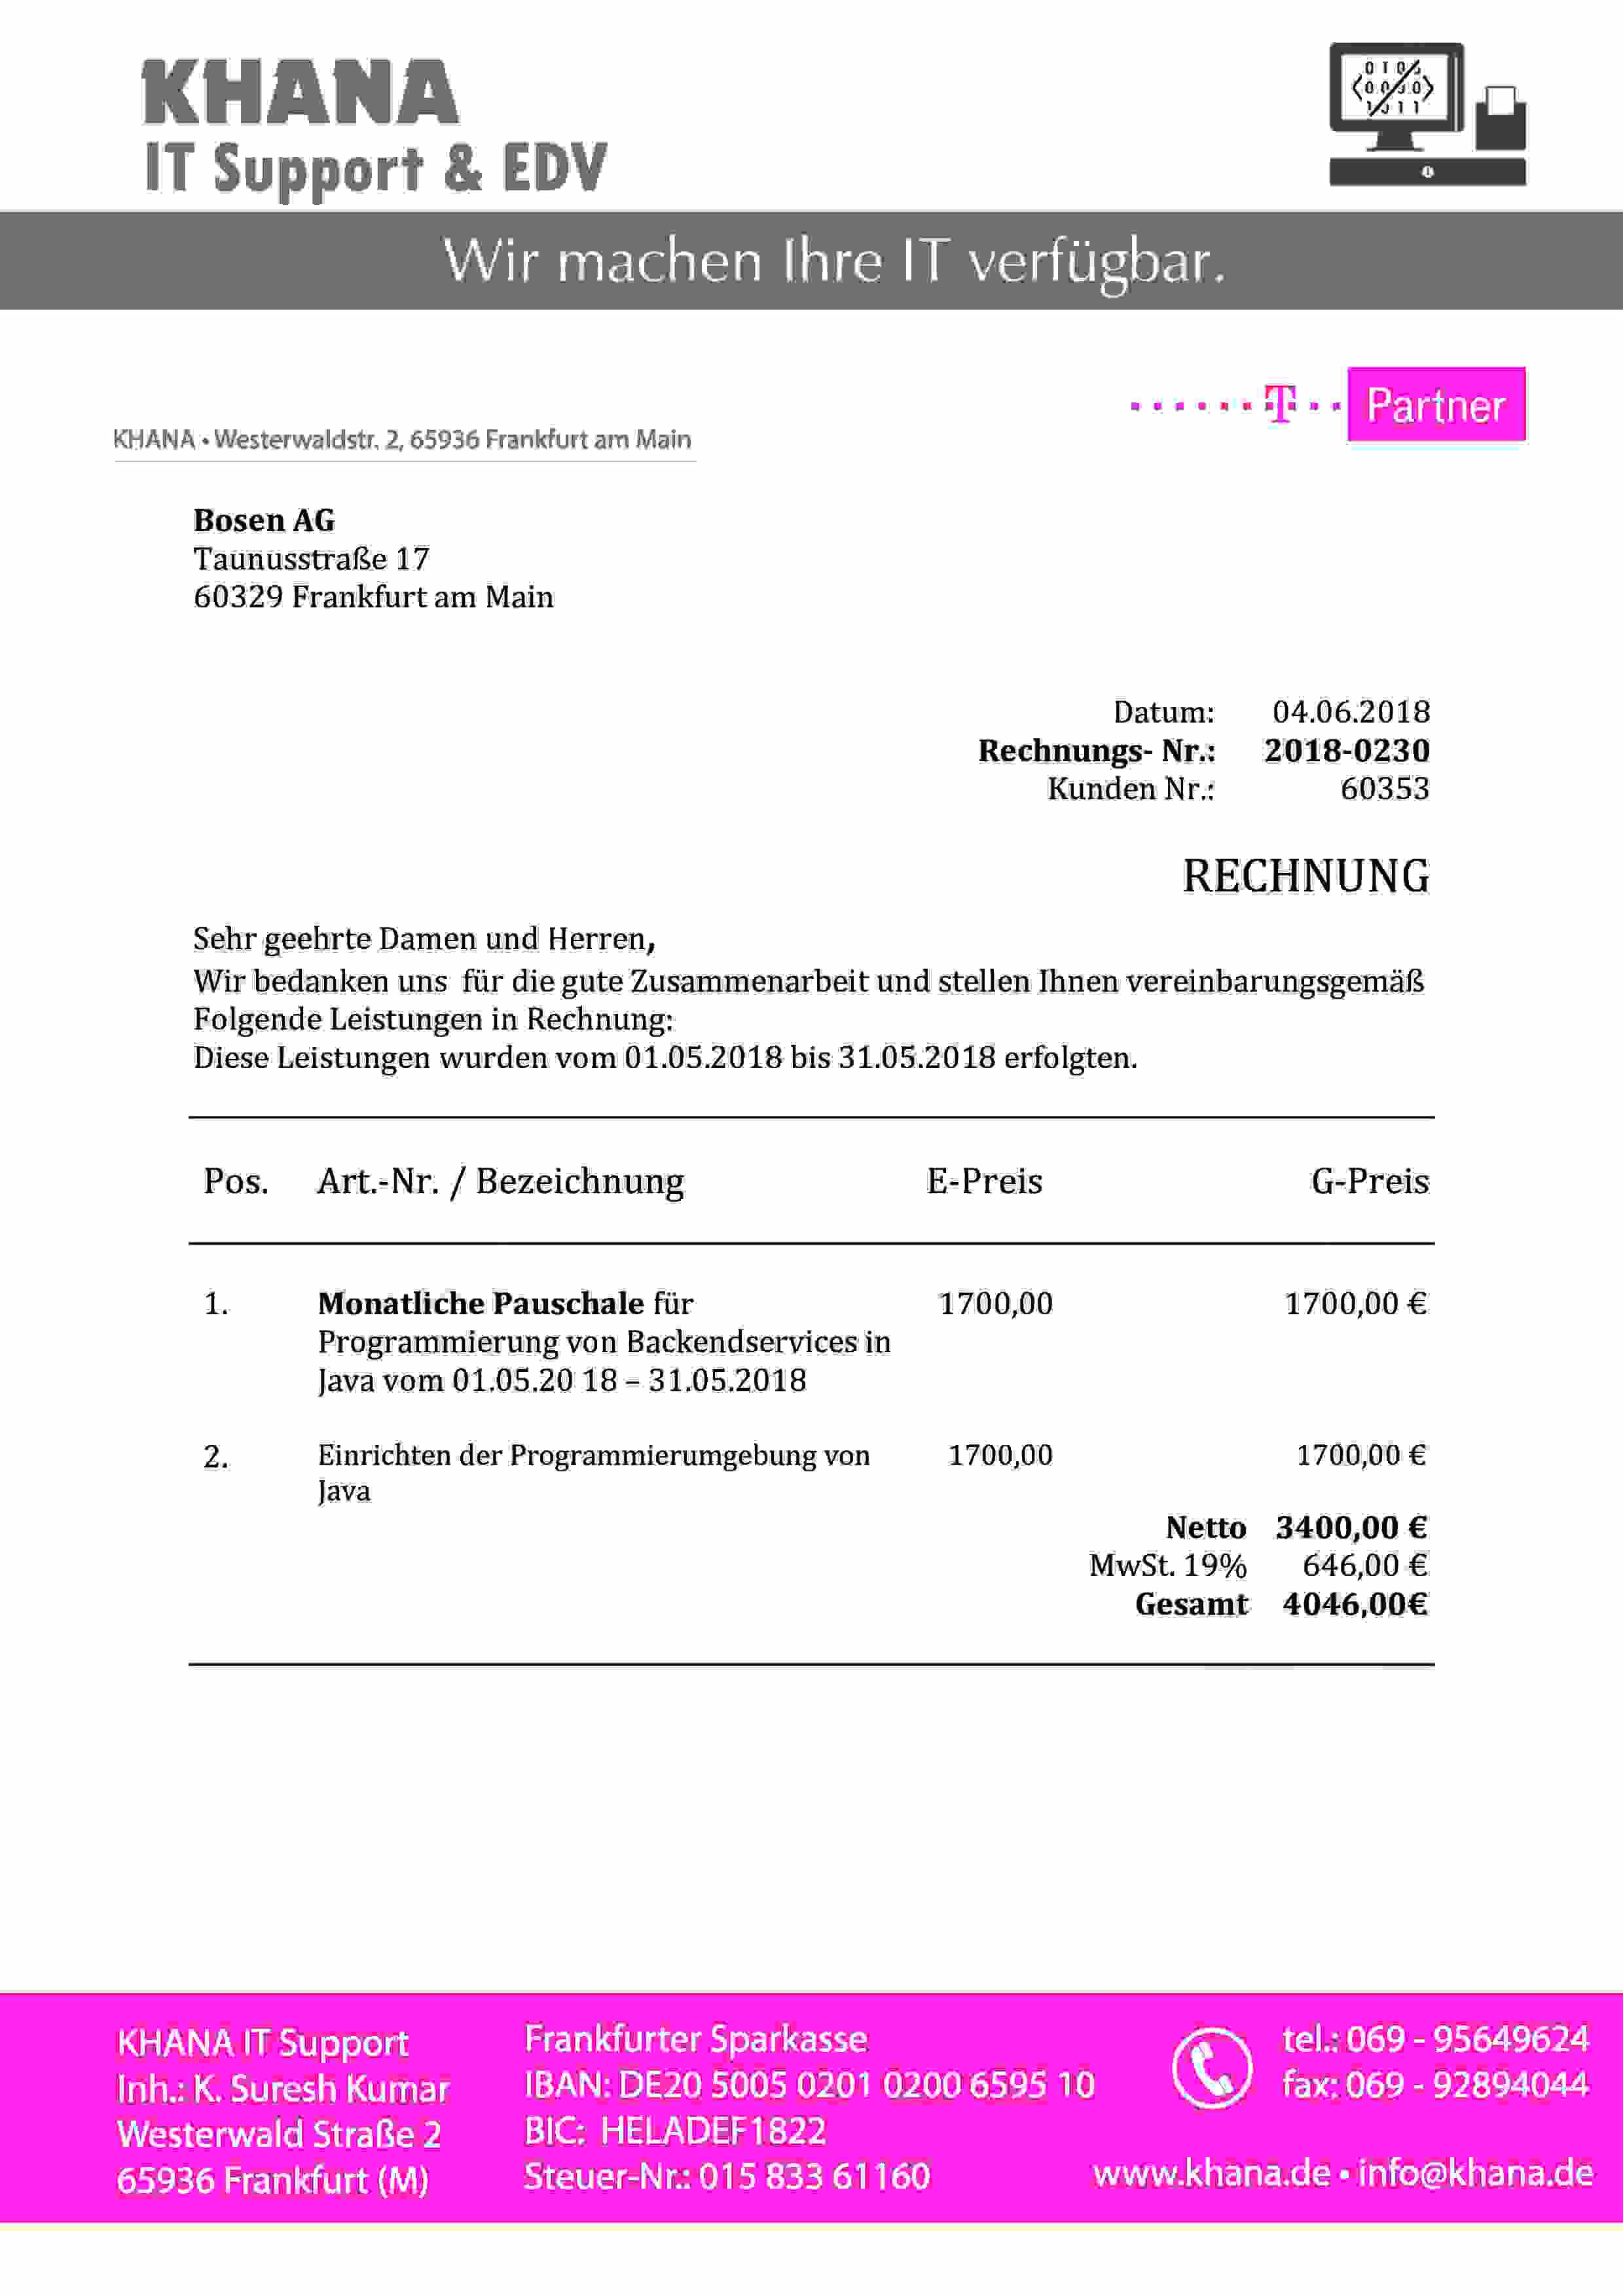 KHANA
IT Support & EDV
Wir machen Ihre IT verfügbar.
T Partner
KHANA • Westerwaldstr. 2, 65936 Frankfurt am Main
Bosen AG
Taunusstraße 17
60329 Frankfurt am Main
Datum: 04.06.2018
Rechnungs- Nr.: 2018-0230
Kunden Nr.: 60353
RECHNUNG
Sehr geehrte Damen und Herren,
Wir bedanken uns für die gute Zusammenarbeit und stellen Ihnen vereinbarungsgemäß
Folgende Leistungen in Rechnung:
Diese Leistungen wurden vom 01.05.2018 bis 31.05.2018 erfolgten.
Pos. Art.-Nr. / Bezeichnung E-Preis G-Preis
1. Monatliche Pauschale für 1700,00 1700,00 €
Programmierung von Backendservices in
Java vom 01.05.20 18 – 31.05.2018
2. Einrichten der Programmierumgebung von 1700,00 1700,00 €
Java
Netto 3400,00 €
MwSt. 19% 646,00 €
Gesamt 4046,00€
KHANA IT Support
Inh.: K. Suresh Kumar
Westerwald Straße 2
65936 Frankfurt (M)
Frankfurter Sparkasse
IBAN: DE20 5005 0201 0200 6595 10
BIC: HELADEF1822
Steuer-Nr.: 015 833 61160
tel.: 069 - 95649624
fax: 069 - 92894044
www.khana.de • info@khana.de